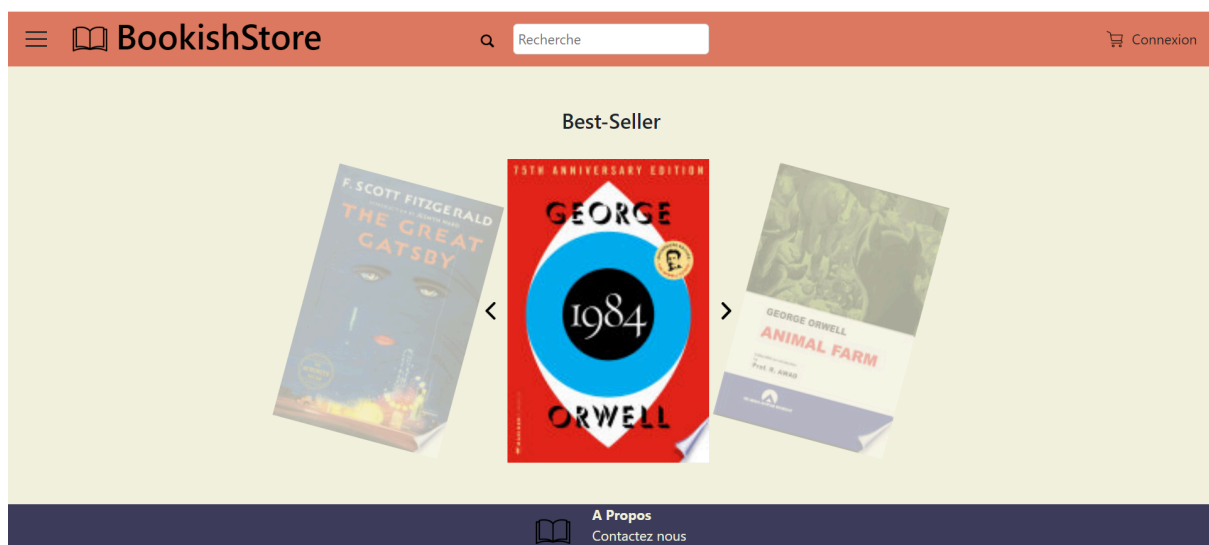 BookishStore
Recherche
Connexion
Best-Seller
F. SCOTT FITZGERALD
THE GREAT
GATSBY
75TH ANNIVERSARY EDITION
GEORGE
1984
ORWELL
GEORGE ORWELL
ANIMAL FARM
Prof. R. AWAD
A Propos
Contactez nous